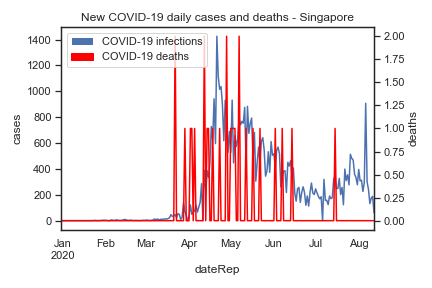 New COVID-19 daily cases and deaths - Singapore
COVID-19 infections
COVID-19 deaths
1400
1200
1000
800
600
400
200
0
cases
2.00
1.75
1.50
1.25
1.00
0.75
0.50
0.25
0.00
deaths
Jan Feb Mar Apr May Jun Jul Aug
2020
dateRep